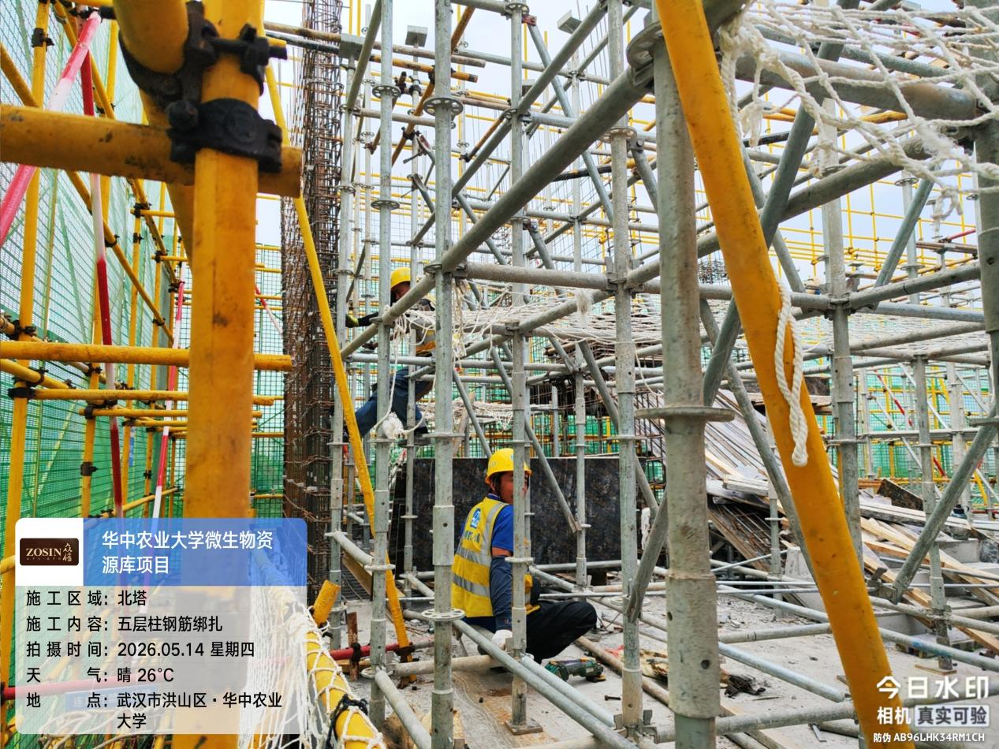 ZOSIN 众信
华中农业大学微生物资
源库项目
施工区域：北塔
施工内容：五层柱钢筋绑扎
拍摄时间：2026.05.14 星期四
天气：晴 26°C
地点：武汉市洪山区·华中农业
大学
今日水印
相机 真实可验
防伪 AB96LHK34RM1CH